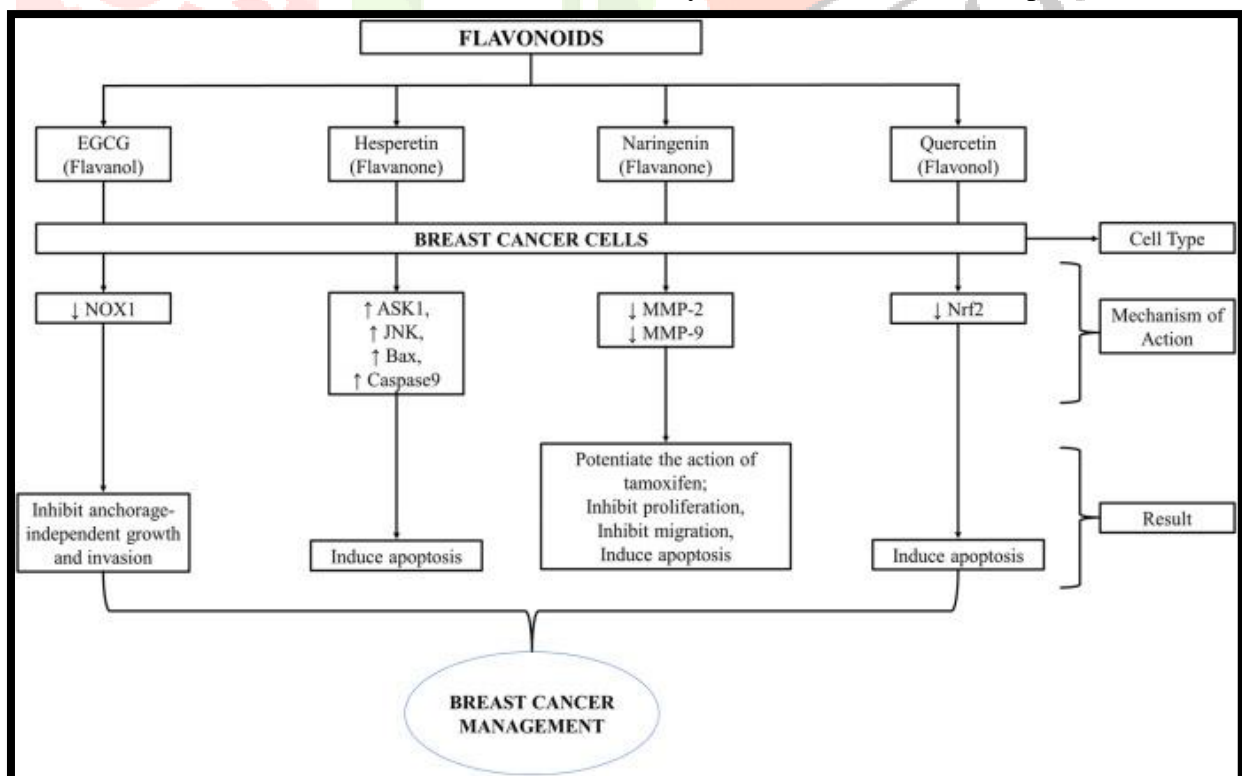 FLAVONOIDS
EGCG
(Flavanol)
Hesperetin
(Flavanone)
Naringenin
(Flavanone)
Quercetin
(Flavonol)
BREAST CANCER CELLS
Cell Type
↓ NOX1
↑ ASK1,
↑ JNK,
↑ Bax,
↑ Caspase9
↓ MMP-2
↓ MMP-9
↓ Nrf2
Mechanism of
Action
Inhibit anchorage-
independent growth
and invasion
Induce apoptosis
Potentiate the action of
tamoxifen;
Inhibit proliferation,
Inhibit migration,
Induce apoptosis
Induce apoptosis
Result
BREAST CANCER
MANAGEMENT